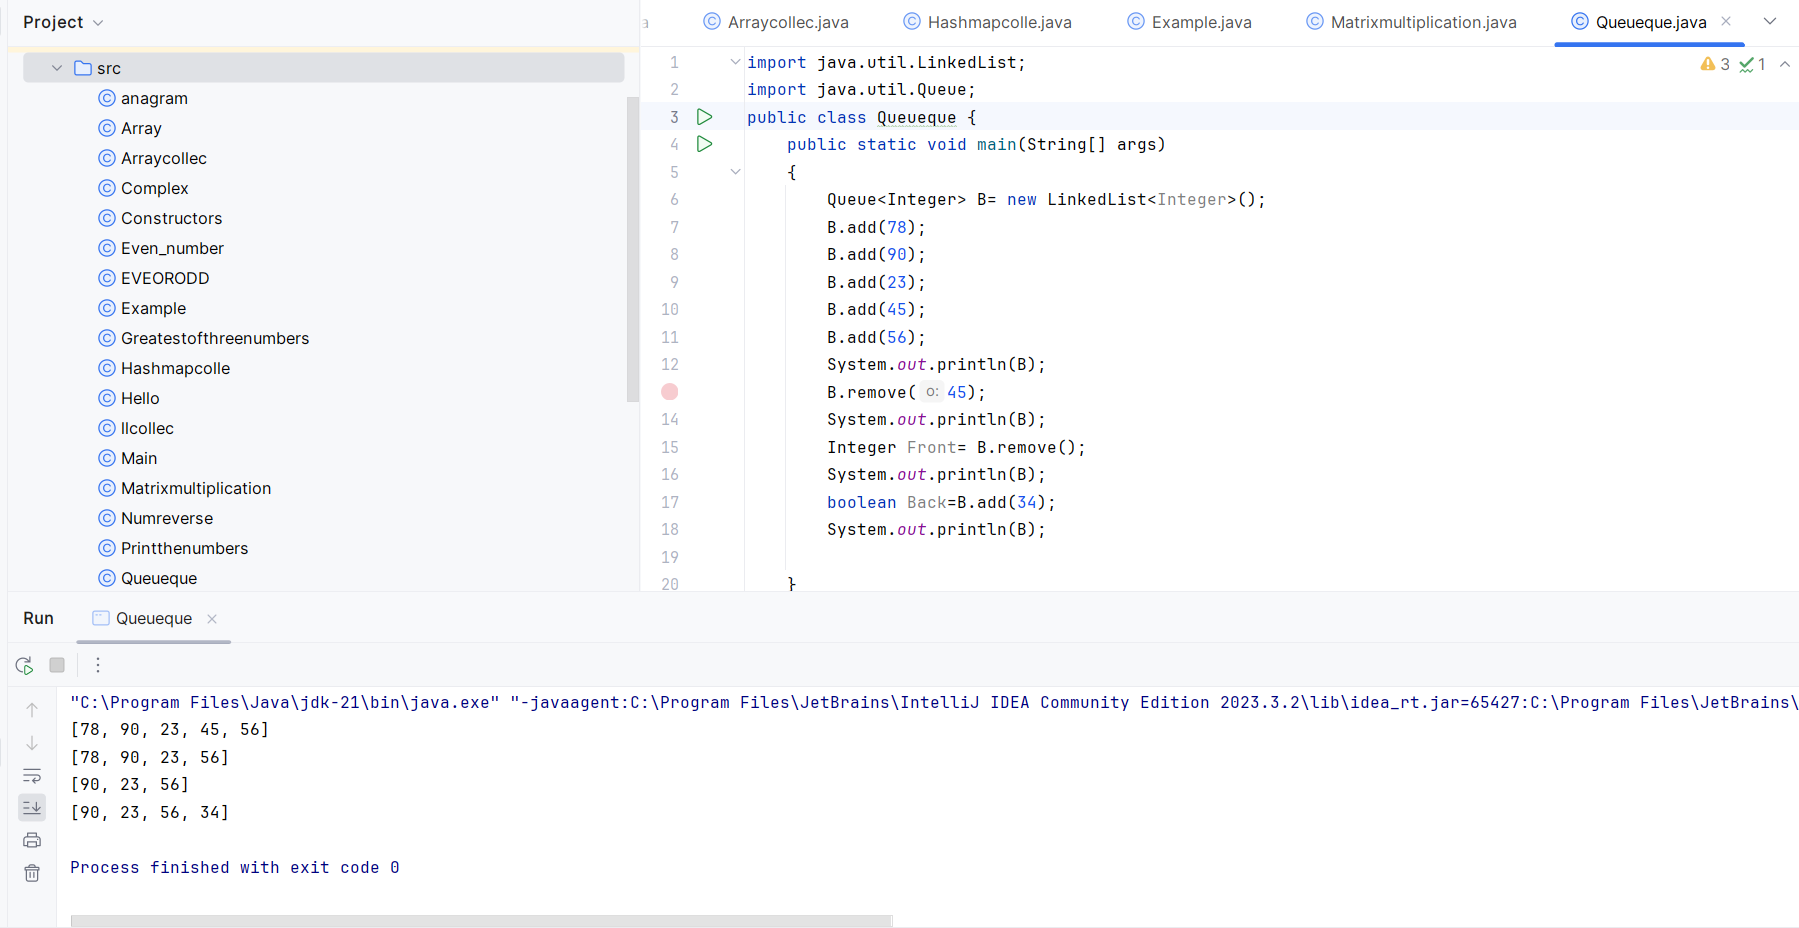 Project
a
Arraycollec.java
Hashmapcolle.java
Example.java
Matrixmultiplication.java
Queueque.java
src
anagram
Array
Arraycollec
Complex
Constructors
Even_number
EVEORODD
Example
Greatestofthreenumbers
Hashmapcolle
Hello
llcollec
Main
Matrixmultiplication
Numreverse
Printthenumbers
Queueque
3 1
1 import java.util.LinkedList;
2 import java.util.Queue;
3 public class Queueque {
4 public static void main(String[] args)
5 {
6 Queue<Integer> B= new LinkedList<Integer>();
7 B.add(78);
8 B.add(90);
9 B.add(23);
10 B.add(45);
11 B.add(56);
12 System.out.println(B);
B.remove( o: 45);
14 System.out.println(B);
15 Integer Front= B.remove();
16 System.out.println(B);
17 boolean Back=B.add(34);
18 System.out.println(B);
19
20 }
Run
Queueque
"C:\Program Files\Java\jdk-21\bin\java.exe" "-javaagent:C:\Program Files\JetBrains\IntelliJ IDEA Community Edition 2023.3.2\lib\idea_rt.jar=65427:C:\Program Files\JetBrains\
[78, 90, 23, 45, 56]
[78, 90, 23, 56]
[90, 23, 56]
[90, 23, 56, 34]
Process finished with exit code 0